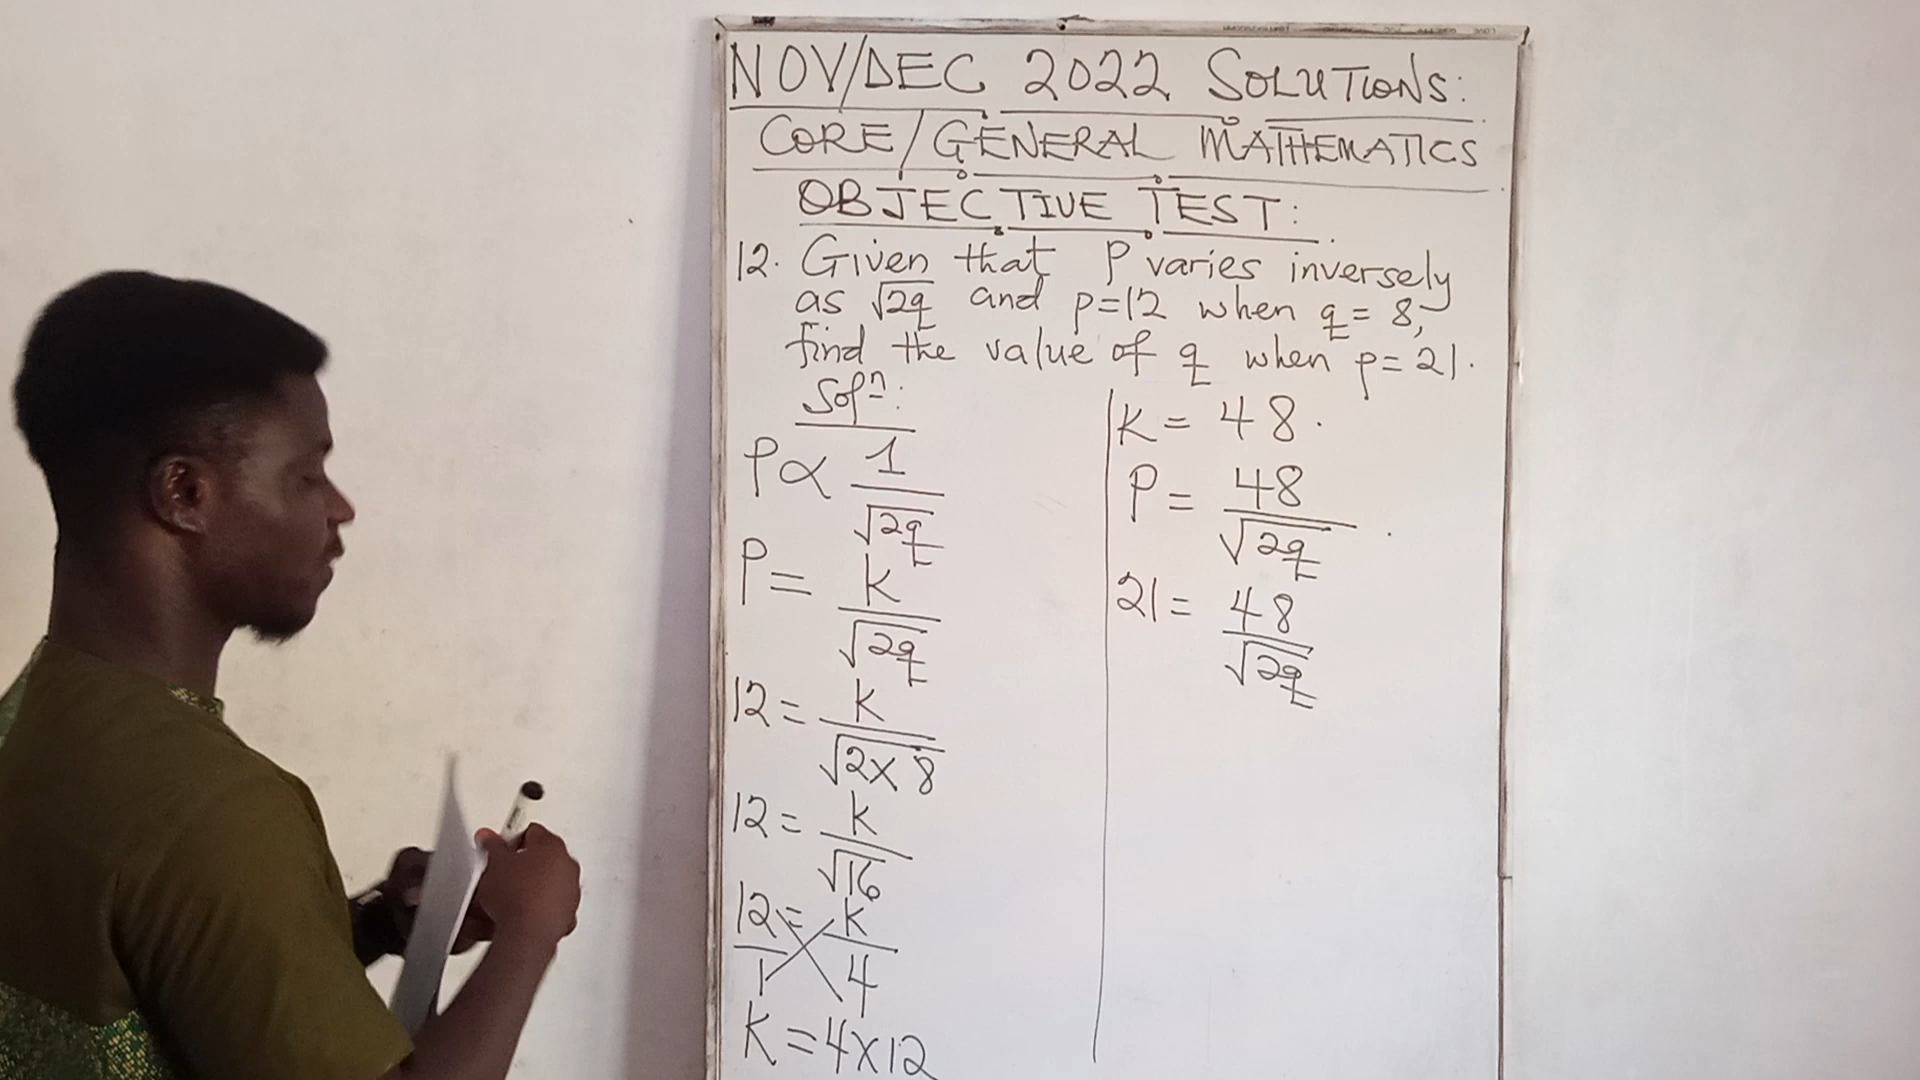 NOV/DEC 2022 SOLUTIONS:
CORE/GENERAL MATHEMATICS
OBJECTIVE TEST:
12. Given that P varies inversely
as √2q and p=12 when q= 8,
find the value of q when p=21.
Solⁿ:
P∝ 1/√2q
P= K/√2q
12= K/√2×8
12= K/√16
12/1 = K/4
K=4×12
K= 48.
P= 48/√2q
21= 48/√2q